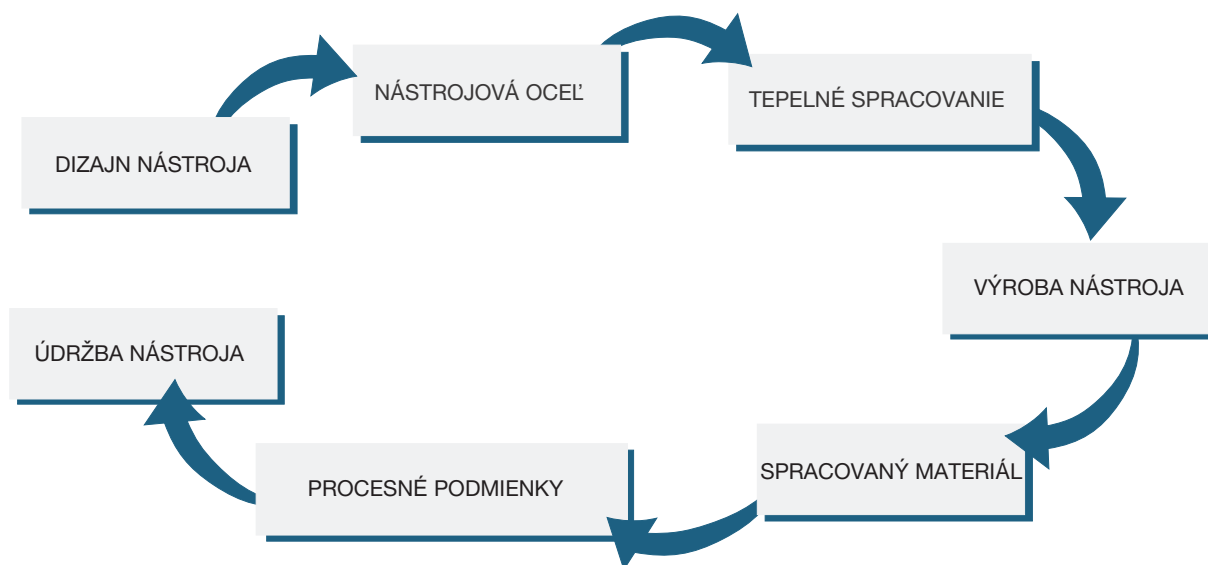 DIZAJN NÁSTROJA
NÁSTROJOVÁ OCEĽ
TEPELNÉ SPRACOVANIE
VÝROBA NÁSTROJA
SPRACOVANÝ MATERIÁL
PROCESNÉ PODMIENKY
ÚDRŽBA NÁSTROJA